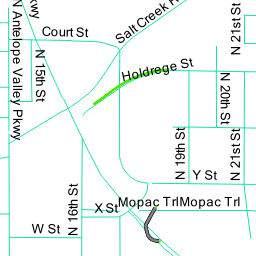 N Antelope Valley Pkwy
kwy
Court St
Salt Creek R
N 21st St
N 15th St
Holdrege St
N 20th St
N 19th St
N 21st St
Y St
Mopac Trl
Mopac Trl
X St
N 16th St
W St